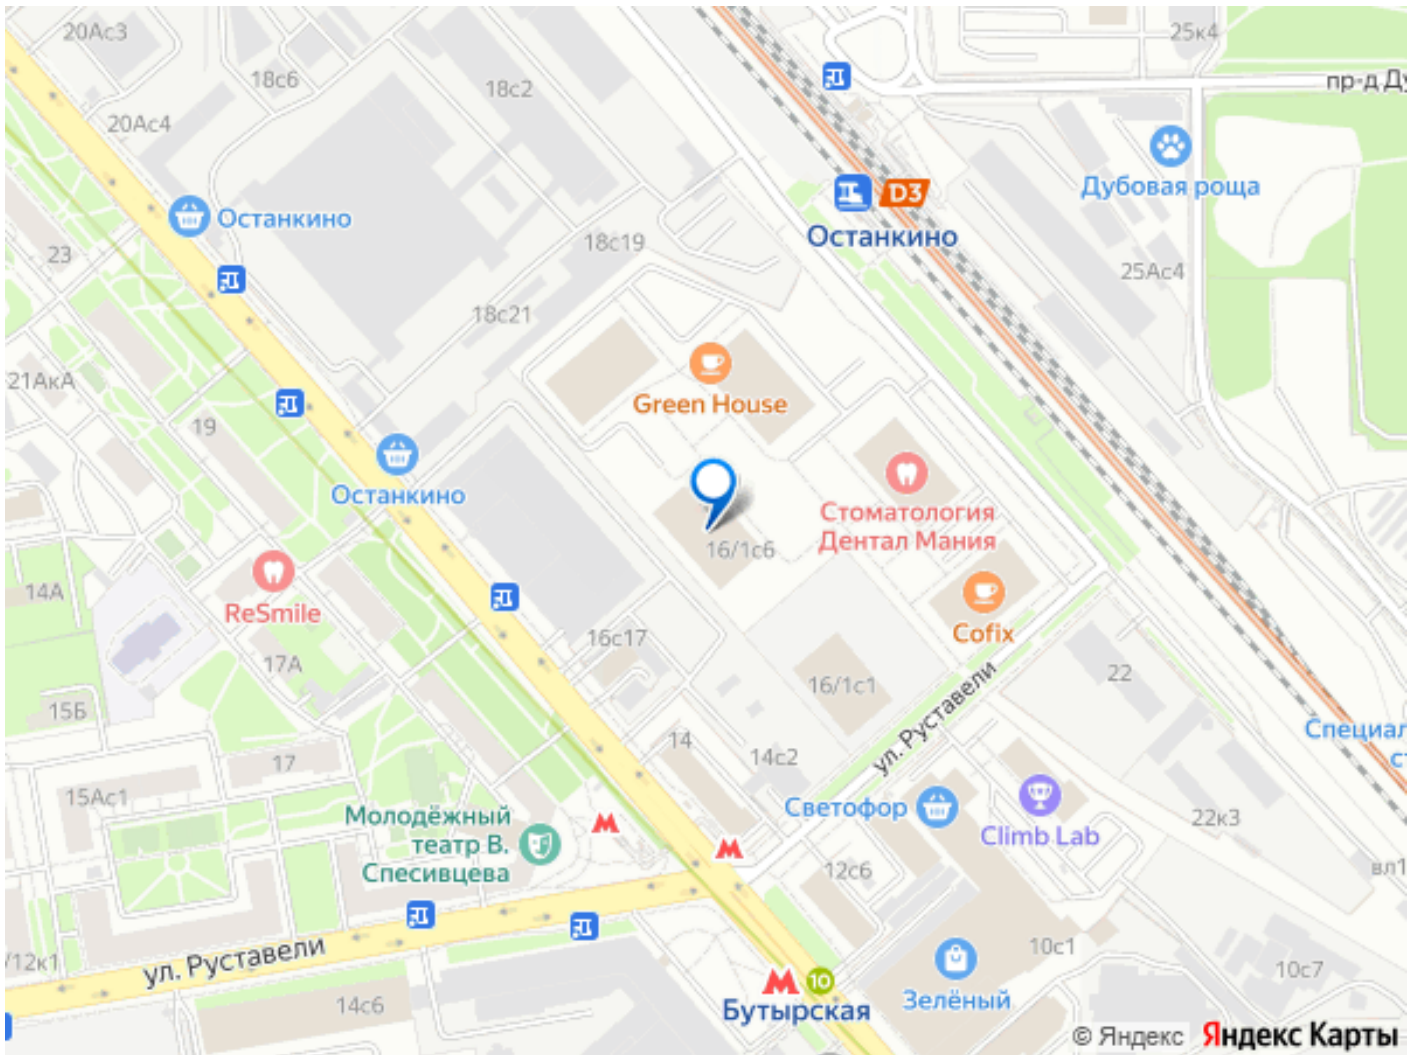 20Ас3
25к4
18с6
18с2
пр-д Ду
20Ас4
Дубовая роща
D3
Останкино
Останкино
23
18с19
25Ас4
18с21
21АкА
Green House
19
Останкино
Стоматология
Дентал Мания
16/1с6
14А
ReSmile
Cofix
16с17
17А
22
16/1с1
15Б
ул. Руставели
Специал
ст
14
14с2
17
15Ас1
Молодёжный
театр В.
Спесивцева
М
М
Светофор
Climb Lab
22к3
12с6
вл1
ул. Руставели
/12к1
10с1
10с7
14с6
М 10
Бутырская
Зелёный
© Яндекс Яндекс Карты